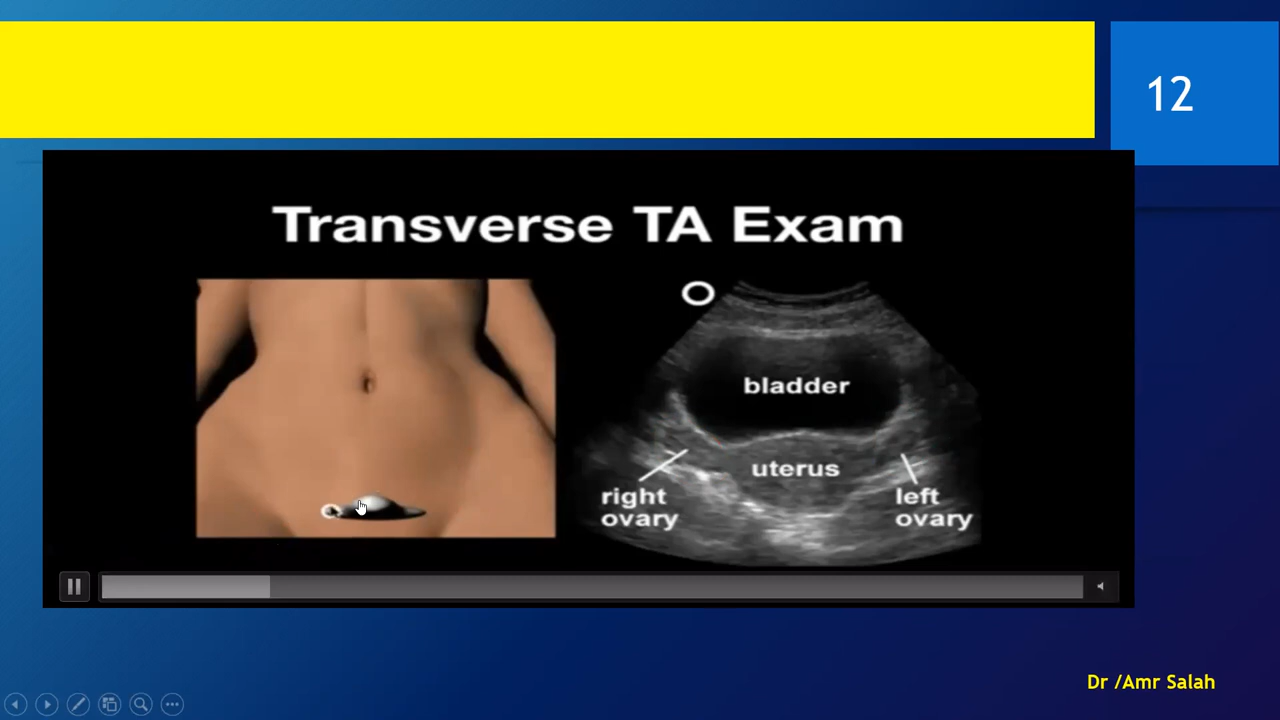 12
Transverse TA Exam
bladder
uterus
right
ovary
left
ovary
Dr /Amr Salah